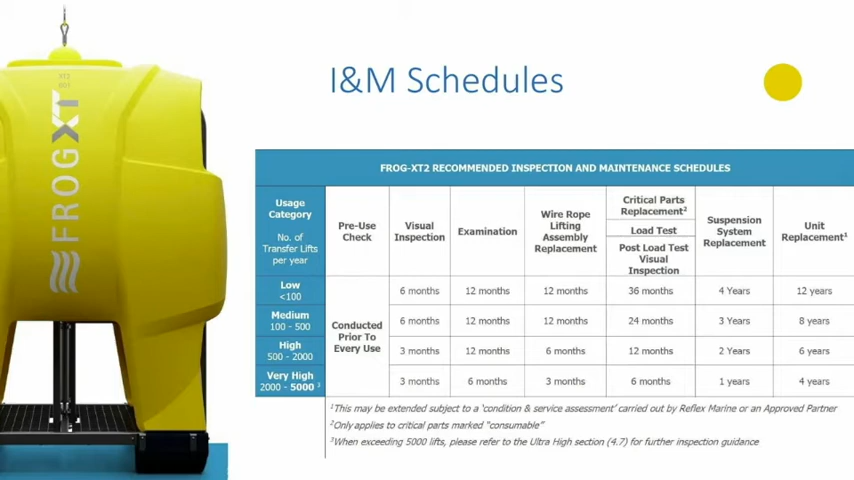 I&M Schedules
FROGXT
FROG-XT2 RECOMMENDED INSPECTION AND MAINTENANCE SCHEDULES
Usage
Category
No. of
Transfer Lifts
per year
Pre-Use
Check
Visual
Inspection
Examination
Wire Rope
Lifting
Assembly
Replacement
Critical Parts
Replacement²
Load Test
Post Load Test
Visual
Inspection
Suspension
System
Replacement
Unit
Replacement¹
Low
<100
Conducted
Prior To
Every Use
6 months
12 months
12 months
36 months
4 Years
12 years
Medium
100 - 500
6 months
12 months
12 months
24 months
3 Years
8 years
High
500 - 2000
3 months
12 months
6 months
12 months
2 Years
6 years
Very High
2000 - 5000 ³
3 months
6 months
3 months
6 months
1 years
4 years
¹This may be extended subject to a ‘condition & service assessment’ carried out by Reflex Marine or an Approved Partner
²Only applies to critical parts marked “consumable”
³When exceeding 5000 lifts, please refer to the Ultra High section (4.7) for further inspection guidance